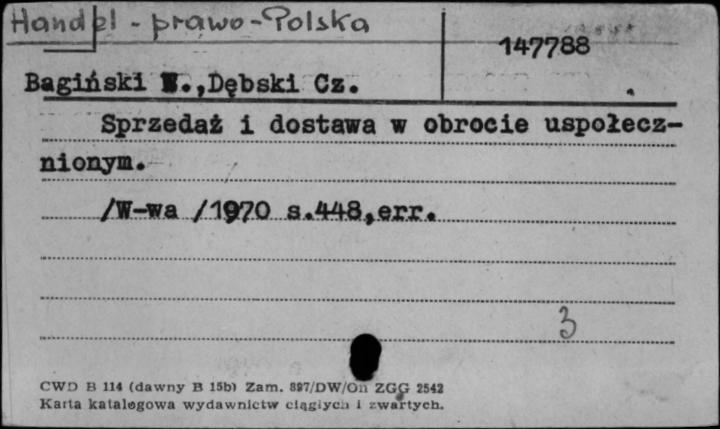 Handel - prawo - Polska
147788
Bagiński W.,Dębski Cz.
Sprzedaż i dostawa w obrocie uspołecz-
nionym.
/W-wa /1970 s.448,err.
3
CWD B 114 (dawny B 15b) Zam. 897/DW/On ZGG 2542
Karta katalogowa wydawnictw ciągłych i zwartych.